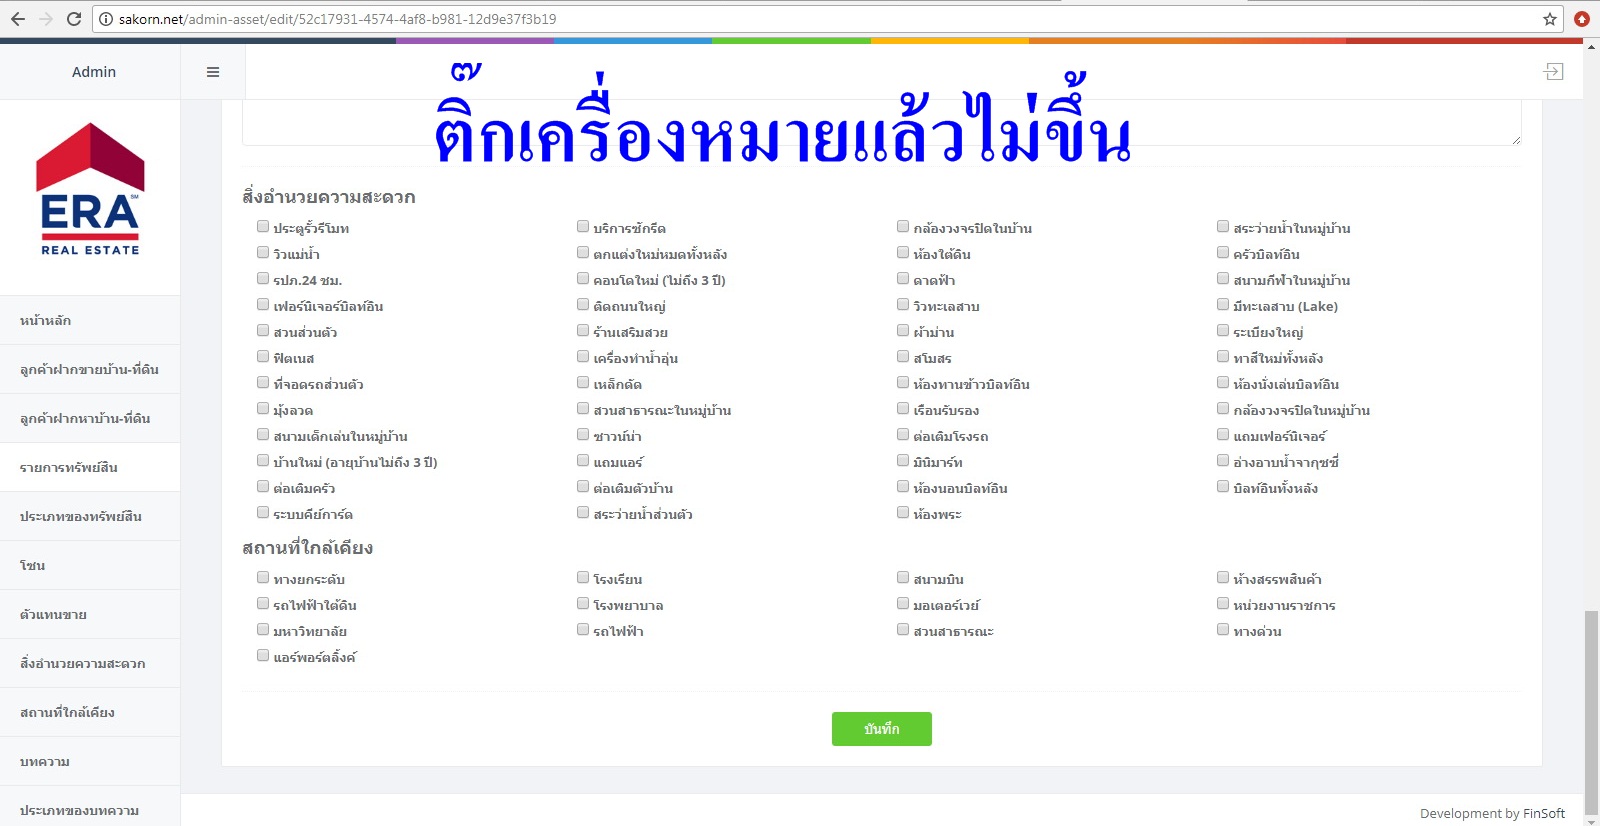 sakorn.net/admin-asset/edit/52c17931-4574-4af8-b981-12d9e37f3b19
Admin
ติ๊กเครื่องหมายแล้วไม่ขึ้น
ERA
SM
REAL ESTATE
หน้าหลัก
ลูกค้าฝากขายบ้าน-ที่ดิน
ลูกค้าฝากหาบ้าน-ที่ดิน
รายการทรัพย์สิน
ประเภทของทรัพย์สิน
โซน
ตัวแทนขาย
สิ่งอำนวยความสะดวก
สถานที่ใกล้เคียง
บทความ
ประเภทของบทความ
สิ่งอำนวยความสะดวก
ประตูรั้วรีโมท บริการซักรีด กล้องวงจรปิดในบ้าน สระว่ายน้ำในหมู่บ้าน
วิวแม่น้ำ ตกแต่งใหม่หมดทั้งหลัง ห้องใต้ดิน ครัวบิลท์อิน
รปภ.24 ชม. คอนโดใหม่ (ไม่ถึง 3 ปี) ดาดฟ้า สนามกีฬาในหมู่บ้าน
เฟอร์นิเจอร์บิลท์อิน ติดถนนใหญ่ วิวทะเลสาบ มีทะเลสาบ (Lake)
สวนส่วนตัว ร้านเสริมสวย ผ้าม่าน ระเบียงใหญ่
ฟิตเนส เครื่องทำน้ำอุ่น สโมสร ทาสีใหม่ทั้งหลัง
ที่จอดรถส่วนตัว เหล็กดัด ห้องทานข้าวบิลท์อิน ห้องนั่งเล่นบิลท์อิน
มุ้งลวด สวนสาธารณะในหมู่บ้าน เรือนรับรอง กล้องวงจรปิดในหมู่บ้าน
สนามเด็กเล่นในหมู่บ้าน ซาวน์น่า ต่อเติมโรงรถ แถมเฟอร์นิเจอร์
บ้านใหม่ (อายุบ้านไม่ถึง 3 ปี) แถมแอร์ มินิมาร์ท อ่างอาบน้ำจากุซซี่
ต่อเติมครัว ต่อเติมตัวบ้าน ห้องนอนบิลท์อิน บิลท์อินทั้งหลัง
ระบบคีย์การ์ด สระว่ายน้ำส่วนตัว ห้องพระ
สถานที่ใกล้เคียง
ทางยกระดับ โรงเรียน สนามบิน ห้างสรรพสินค้า
รถไฟฟ้าใต้ดิน โรงพยาบาล มอเตอร์เวย์ หน่วยงานราชการ
มหาวิทยาลัย รถไฟฟ้า สวนสาธารณะ ทางด่วน
แอร์พอร์ตลิ้งค์
บันทึก
Development by FinSoft